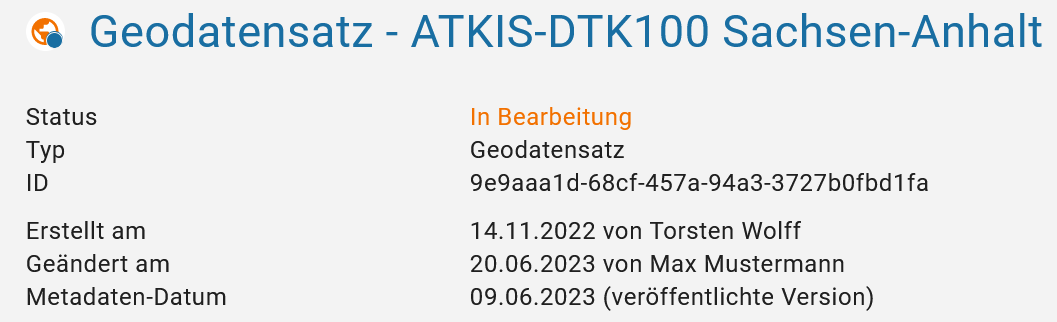 Geodatensatz - ATKIS-DTK100 Sachsen-Anhalt
Status In Bearbeitung
Typ Geodatensatz
ID 9e9aaa1d-68cf-457a-94a3-3727b0fbd1fa
Erstellt am 14.11.2022 von Torsten Wolff
Geändert am 20.06.2023 von Max Mustermann
Metadaten-Datum 09.06.2023 (veröffentlichte Version)